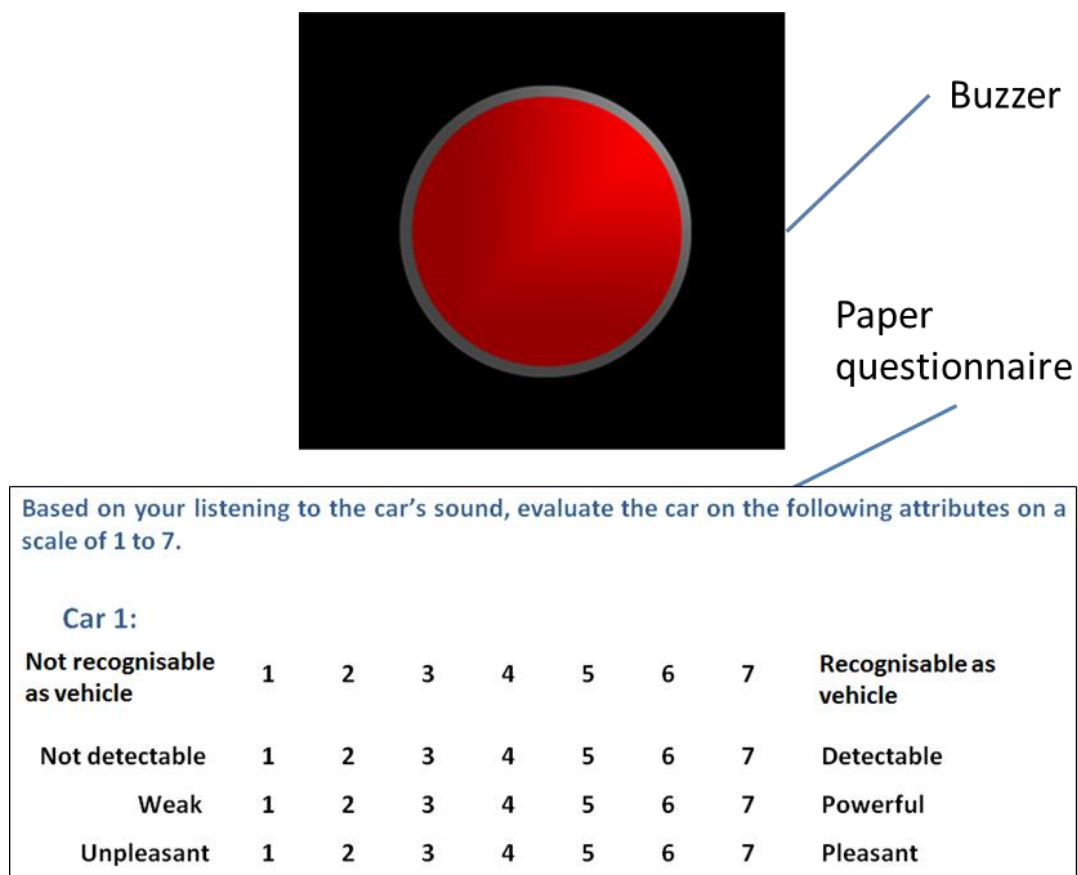 Buzzer
Paper
questionnaire
Based on your listening to the car's sound, evaluate the car on the following attributes on a
scale of 1 to 7.
Car 1:
Not recognisable
as vehicle 1 2 3 4 5 6 7 Recognisable as
vehicle
Not detectable 1 2 3 4 5 6 7 Detectable
Weak 1 2 3 4 5 6 7 Powerful
Unpleasant 1 2 3 4 5 6 7 Pleasant